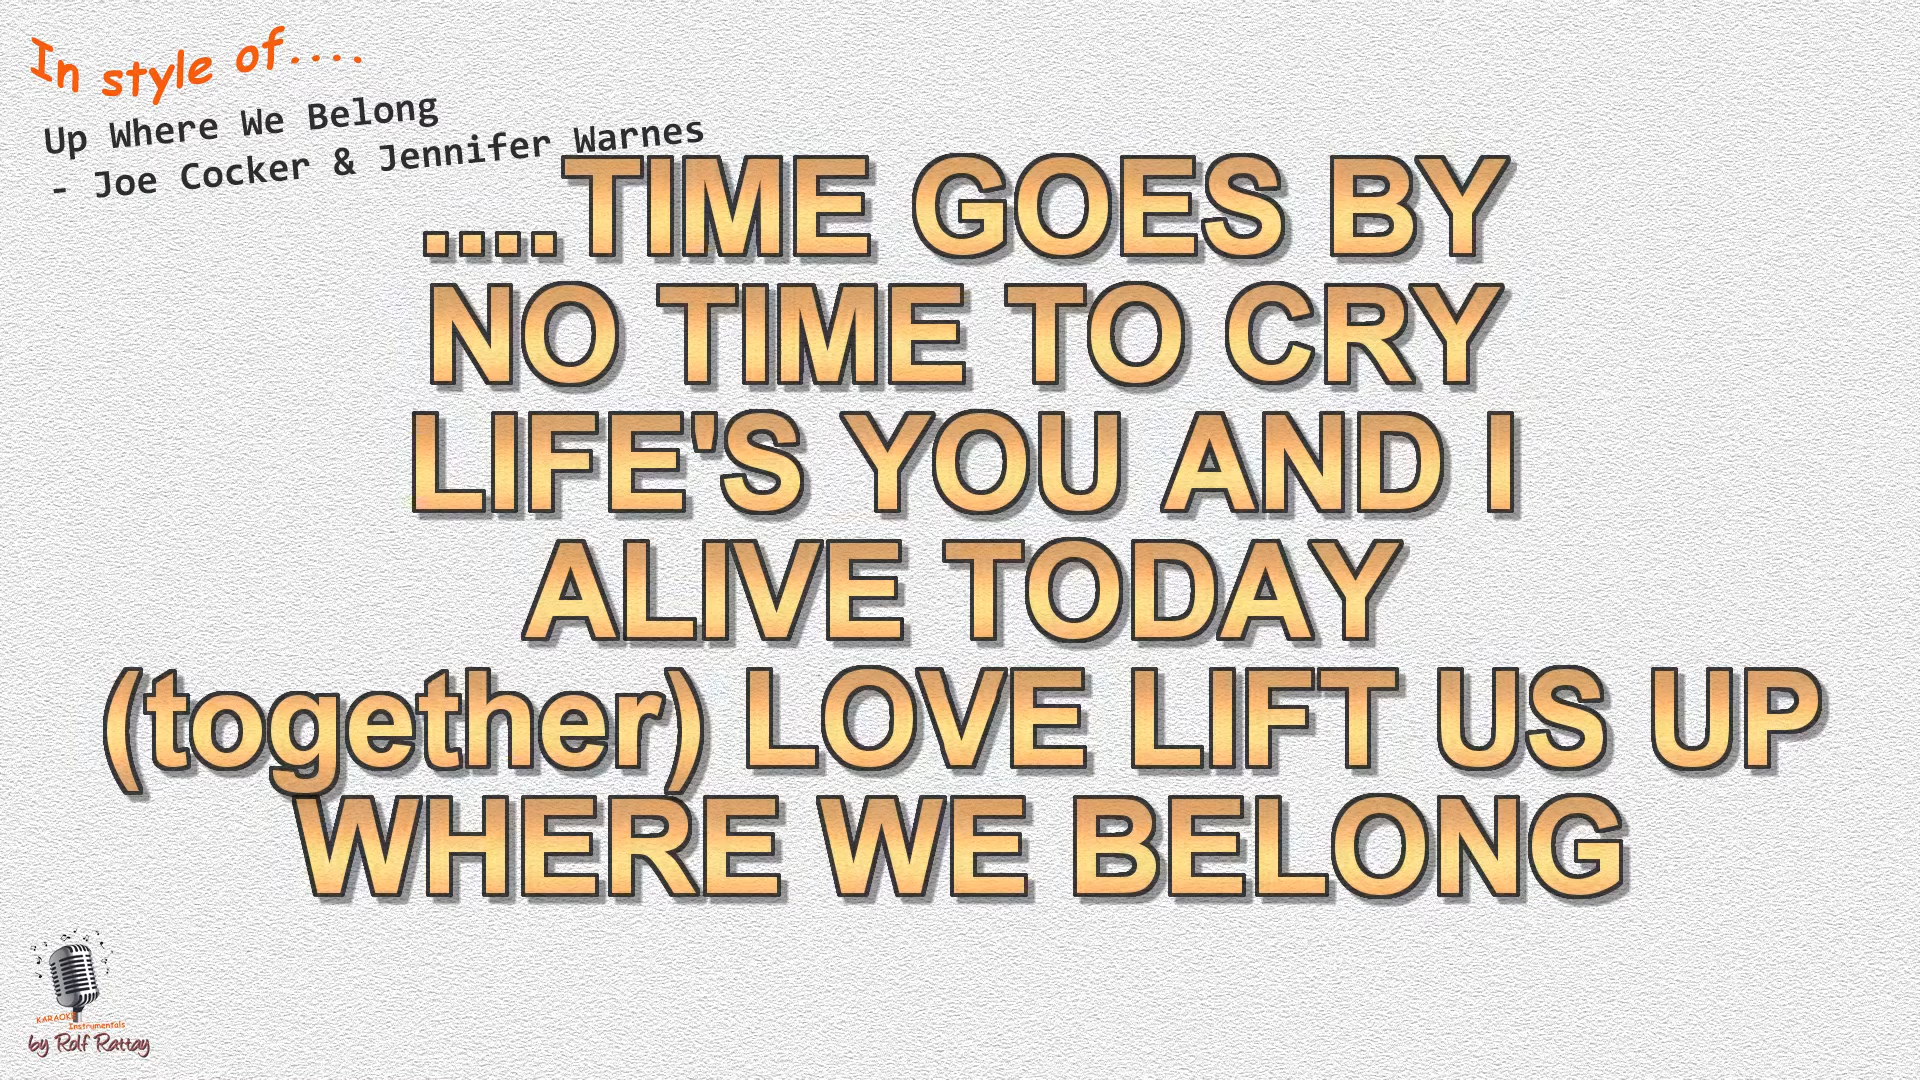 In style of....
Up Where We Belong
- Joe Cocker & Jennifer Warnes
....TIME GOES BY
NO TIME TO CRY
LIFE'S YOU AND I
ALIVE TODAY
(together) LOVE LIFT US UP
WHERE WE BELONG
KARAOKE
Instrumentals
by Rolf Rattay